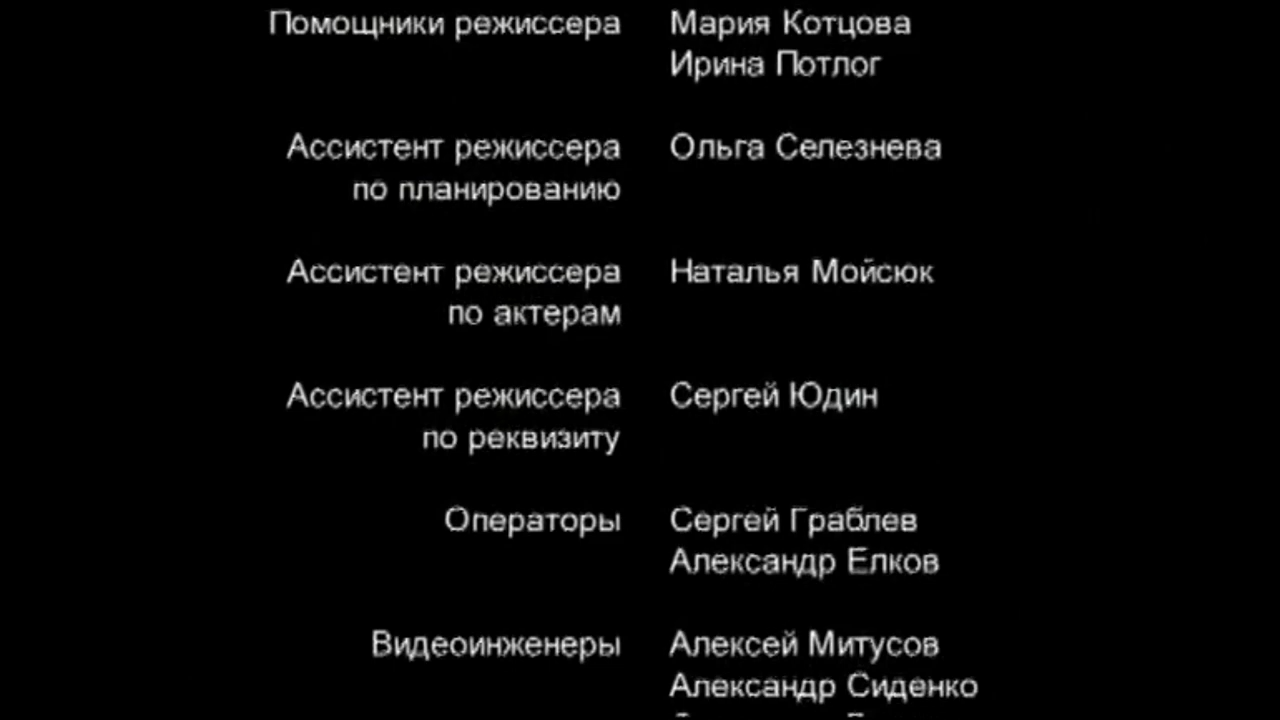 Помощники режиссера Мария Котцова
Ирина Потлог
Ассистент режиссера Ольга Селезнева
по планированию
Ассистент режиссера Наталья Мойсюк
по актерам
Ассистент режиссера Сергей Юдин
по реквизиту
Операторы Сергей Граблев
Александр Елков
Видеоинженеры Алексей Митусов
Александр Сиденко